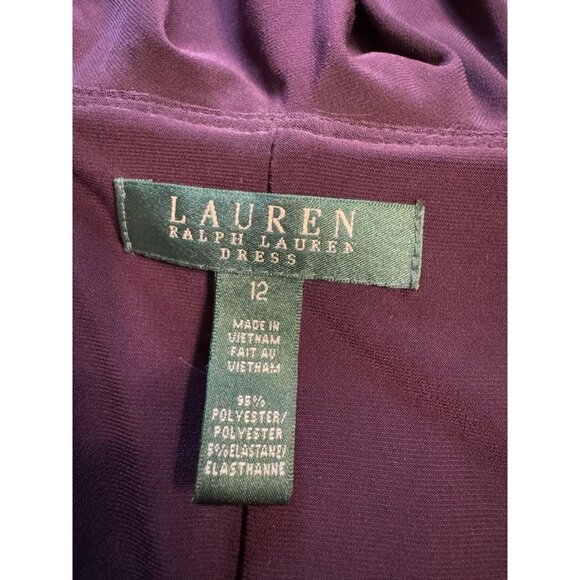 LAUREN
RALPH LAUREN
DRESS
12
MADE IN
VIETNAM
FAIT AU
VIETNAM
95%
POLYESTER/
POLYESTER
5%ELASTANE/
ELASTHANNE